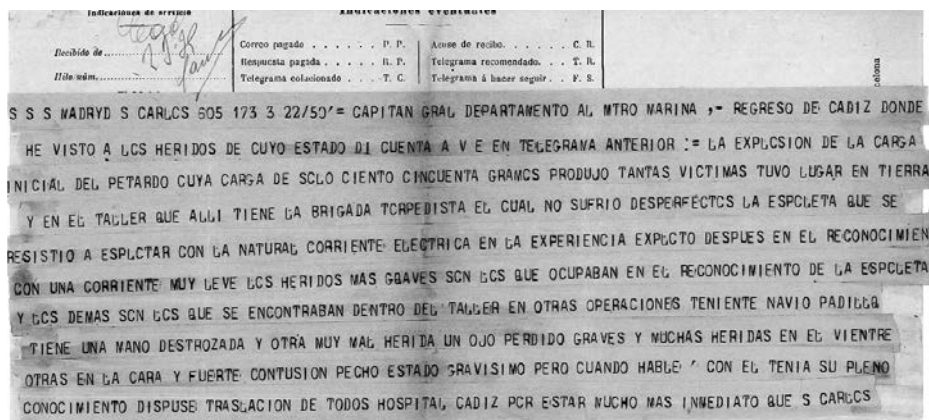 Indicaciones de servicio
Indicaciones eventuales
Recibido de
Hilo núm.
Correo pagado . . . . . P. P.
Respuesta pagada . . . . . R. P.
Telegrama colacionado . . . T. C.
Acuse de recibo. . . . . . C. R.
Telegrama recomendado. . . T. R.
Telegrama á hacer seguir . . F. S.
celona
S S S MADRYD S CARLCS 605 173 3 22/50'= CAPITAN GRAL DEPARTAMENTO AL MTRO MARINA ,- REGRESO DE CADIZ DONDE
HE VISTO A LCS HERIDOS DE CUYO ESTADO DI CUENTA A V E EN TELEGRAMA ANTERIOR := LA EXPLCSION DE LA CARGA
INICIAL DEL PETARDO CUYA CARGA DE SCLO CIENTO CINCUENTA GRAMCS PRODUJO TANTAS VICTIMAS TUVO LUGAR EN TIERRA
Y EN EL TALLER QUE ALLI TIENE LA BRIGADA TCRPEDISTA EL CUAL NO SUFRIO DESPERFECTCS LA ESPCLETA QUE SE
RESISTIO A ESPLCTAR CON LA NATURAL CORRIENTE ELECTRICA EN LA EXPERIENCIA EXPLCTO DESPUES EN EL RECONOCIMIEN
CON UNA CORRIENTE MUY LEVE LCS HERIDOS MAS GRAVES SCN LCS QUE OCUPABAN EN EL RECONOCIMIENTO DE LA ESPCLETA
Y LCS DEMAS SCN LCS QUE SE ENCONTRABAN DENTRO DEL TALLER EN OTRAS OPERACIONES TENIENTE NAVIO PADILLA
TIENE UNA MANO DESTROZADA Y OTRA MUY MAL HERIDA UN OJO PERDIDO GRAVES Y MUCHAS HERIDAS EN EL VIENTRE
OTRAS EN LA CARA Y FUERTE CONTUSION PECHO ESTADO GRAVISIMO PERO CUANDO HABLE ' CON EL TENIA SU PLENO
CONOCIMIENTO DISPUSE TRASLACION DE TODOS HOSPITAL CADIZ PCR ESTAR MUCHO MAS INMEDIATO QUE S CARLCS